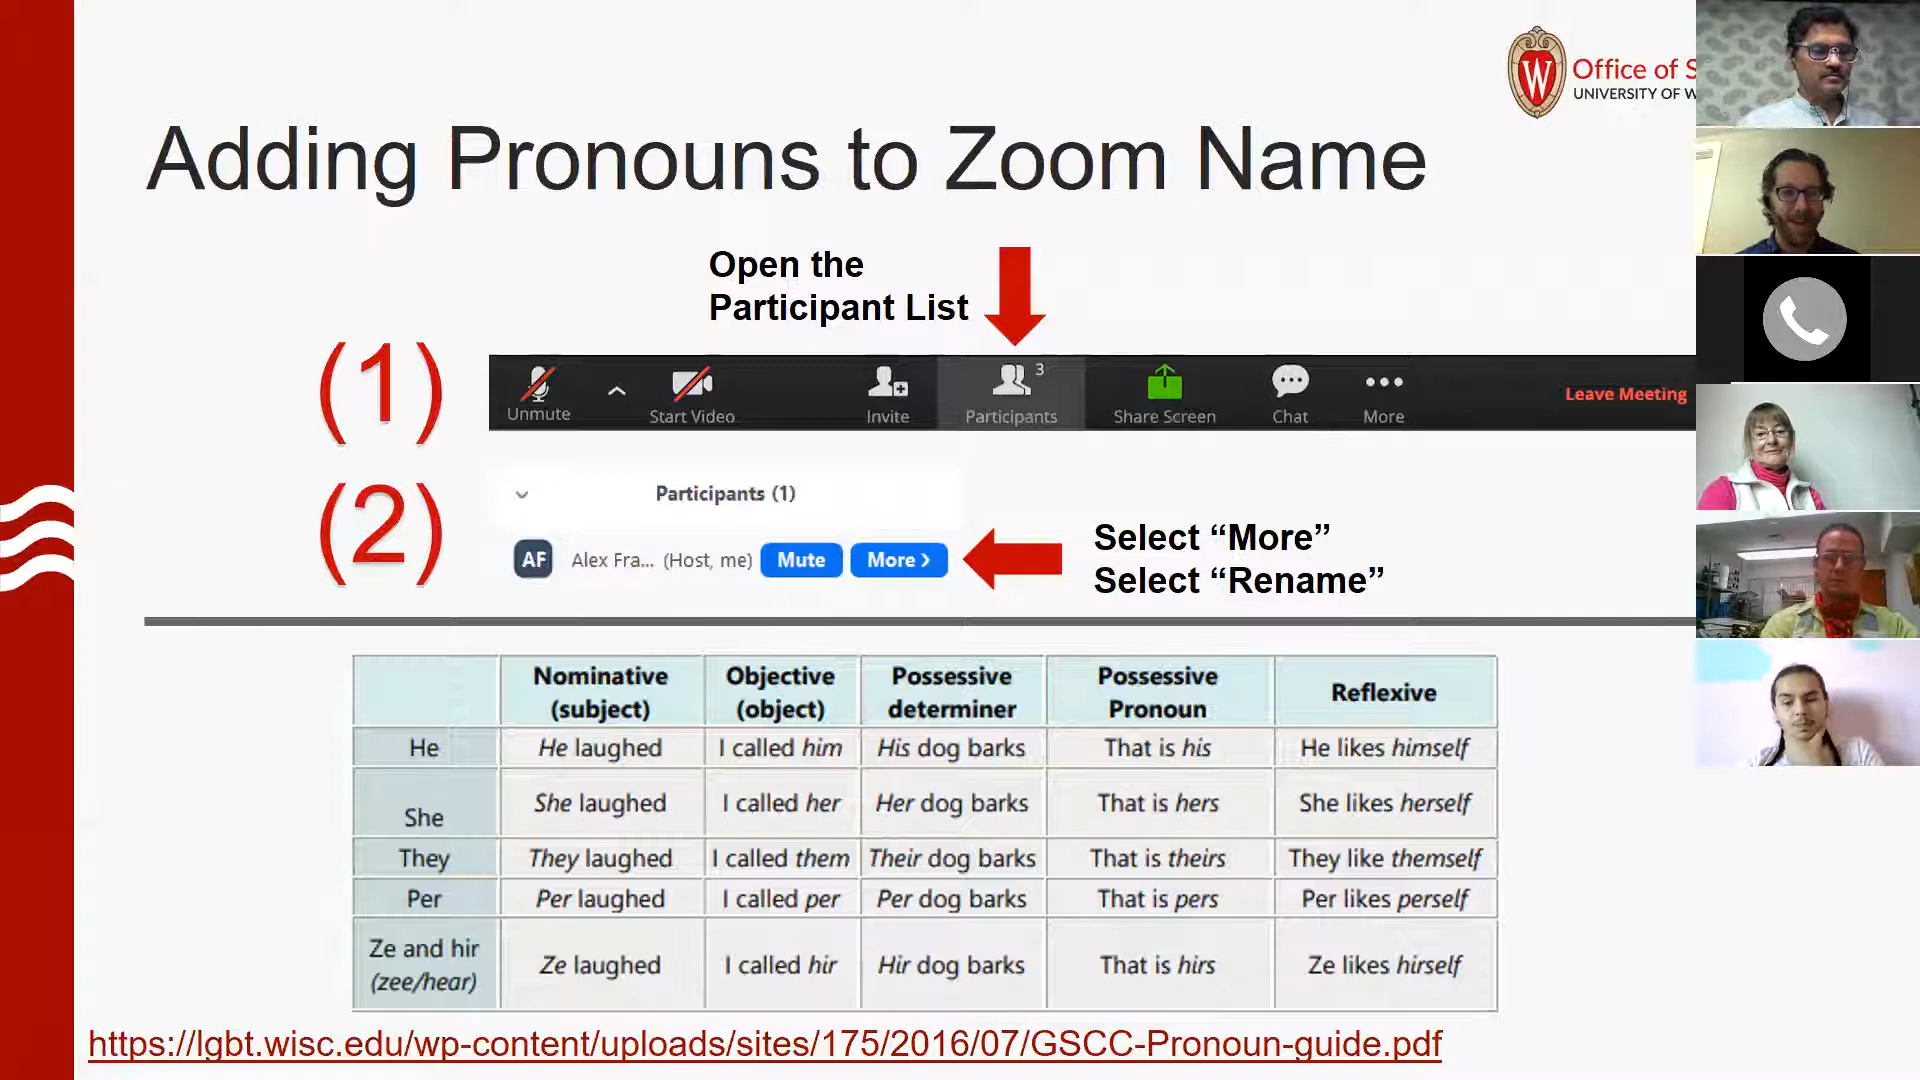 W Office of S
UNIVERSITY OF W
Adding Pronouns to Zoom Name
Open the
Participant List
(1)
Unmute Start Video Invite Participants 3 Share Screen Chat More Leave Meeting
(2)
Participants (1)
AF Alex Fra... (Host, me) Mute More
Select “More”
Select “Rename”
Nominative (subject) Objective (object) Possessive determiner Possessive Pronoun Reflexive
He He laughed I called him His dog barks That is his He likes himself
She She laughed I called her Her dog barks That is hers She likes herself
They They laughed I called them Their dog barks That is theirs They like themself
Per Per laughed I called per Per dog barks That is pers Per likes perself
Ze and hir (zee/hear) Ze laughed I called hir Hir dog barks That is hirs Ze likes hirself
https://lgbt.wisc.edu/wp-content/uploads/sites/175/2016/07/GSCC-Pronoun-guide.pdf